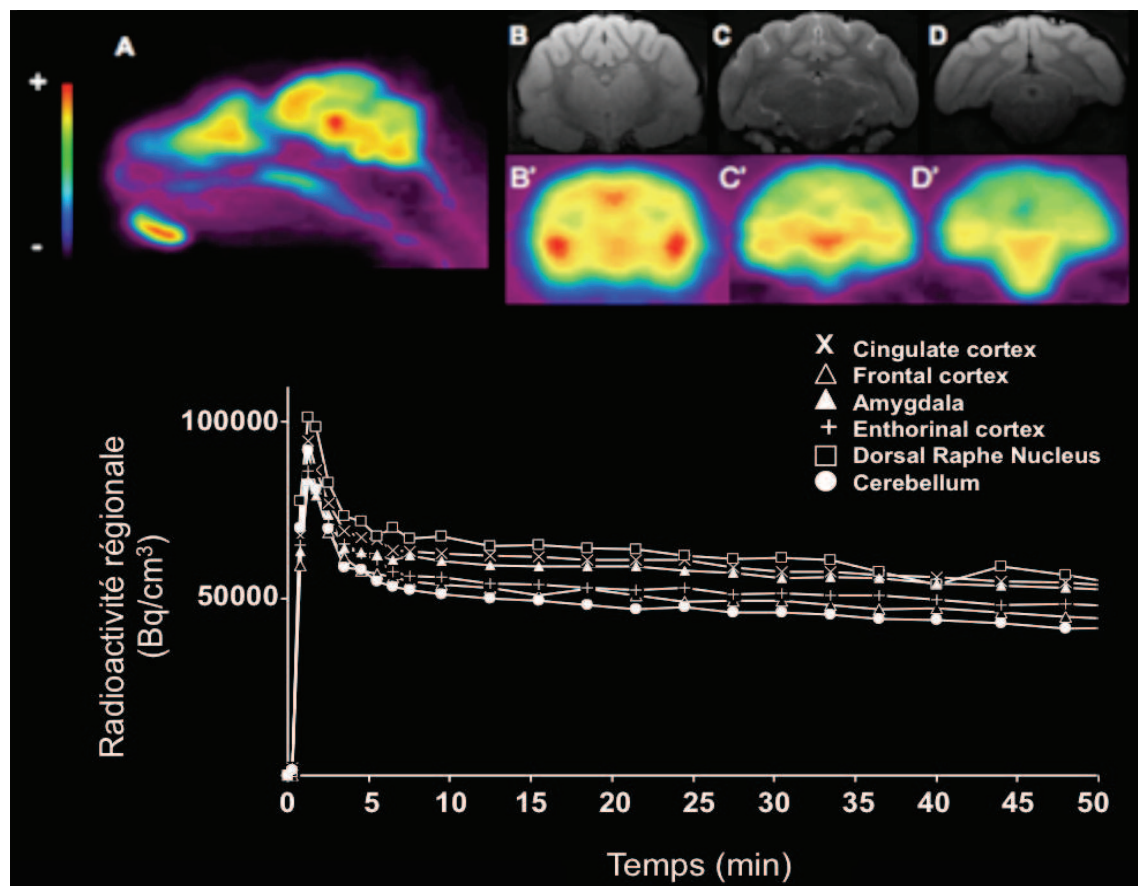 A
+
-
B
C
D
B'
C'
D'
X Cingulate cortex
△ Frontal cortex
▲ Amygdala
+ Enthorinal cortex
□ Dorsal Raphe Nucleus
● Cerebellum
100000
50000
Radioactivité régionale
(Bq/cm³)
0 5 10 15 20 25 30 35 40 45 50
Temps (min)